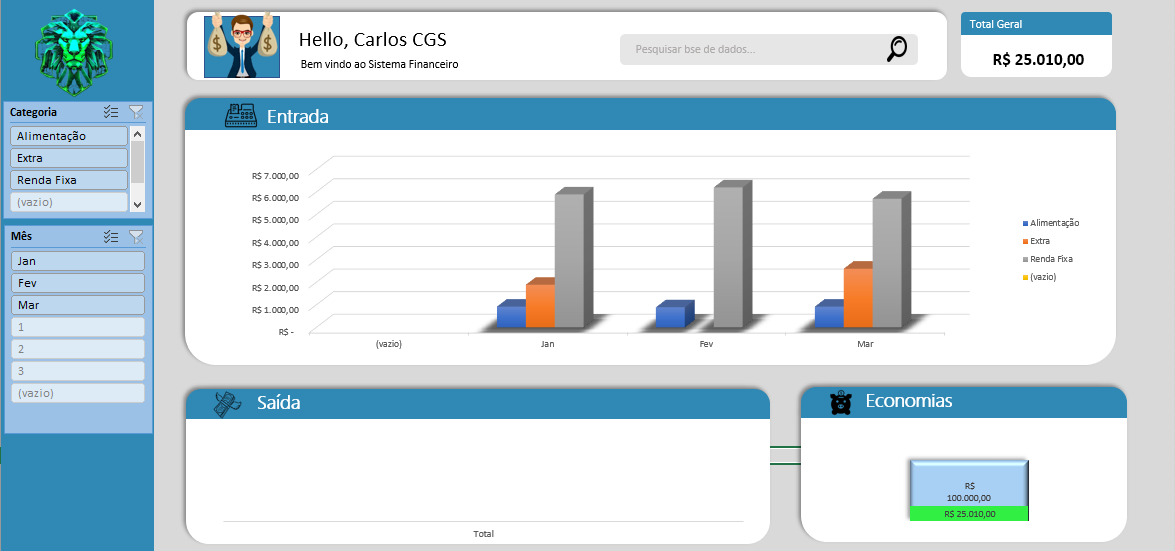 Hello, Carlos CGS
Bem vindo ao Sistema Financeiro
Pesquisar bse de dados...
Total Geral
R$ 25.010,00
Categoria
Alimentação
Extra
Renda Fixa
(vazio)
Mês
Jan
Fev
Mar
1
2
3
(vazio)
Entrada
R$ 7.000,00
R$ 6.000,00
R$ 5.000,00
R$ 4.000,00
R$ 3.000,00
R$ 2.000,00
R$ 1.000,00
R$ -
(vazio) Jan Fev Mar
Alimentação
Extra
Renda Fixa
(vazio)
Saída
Total
Economias
R$
100.000,00
R$ 25.010,00